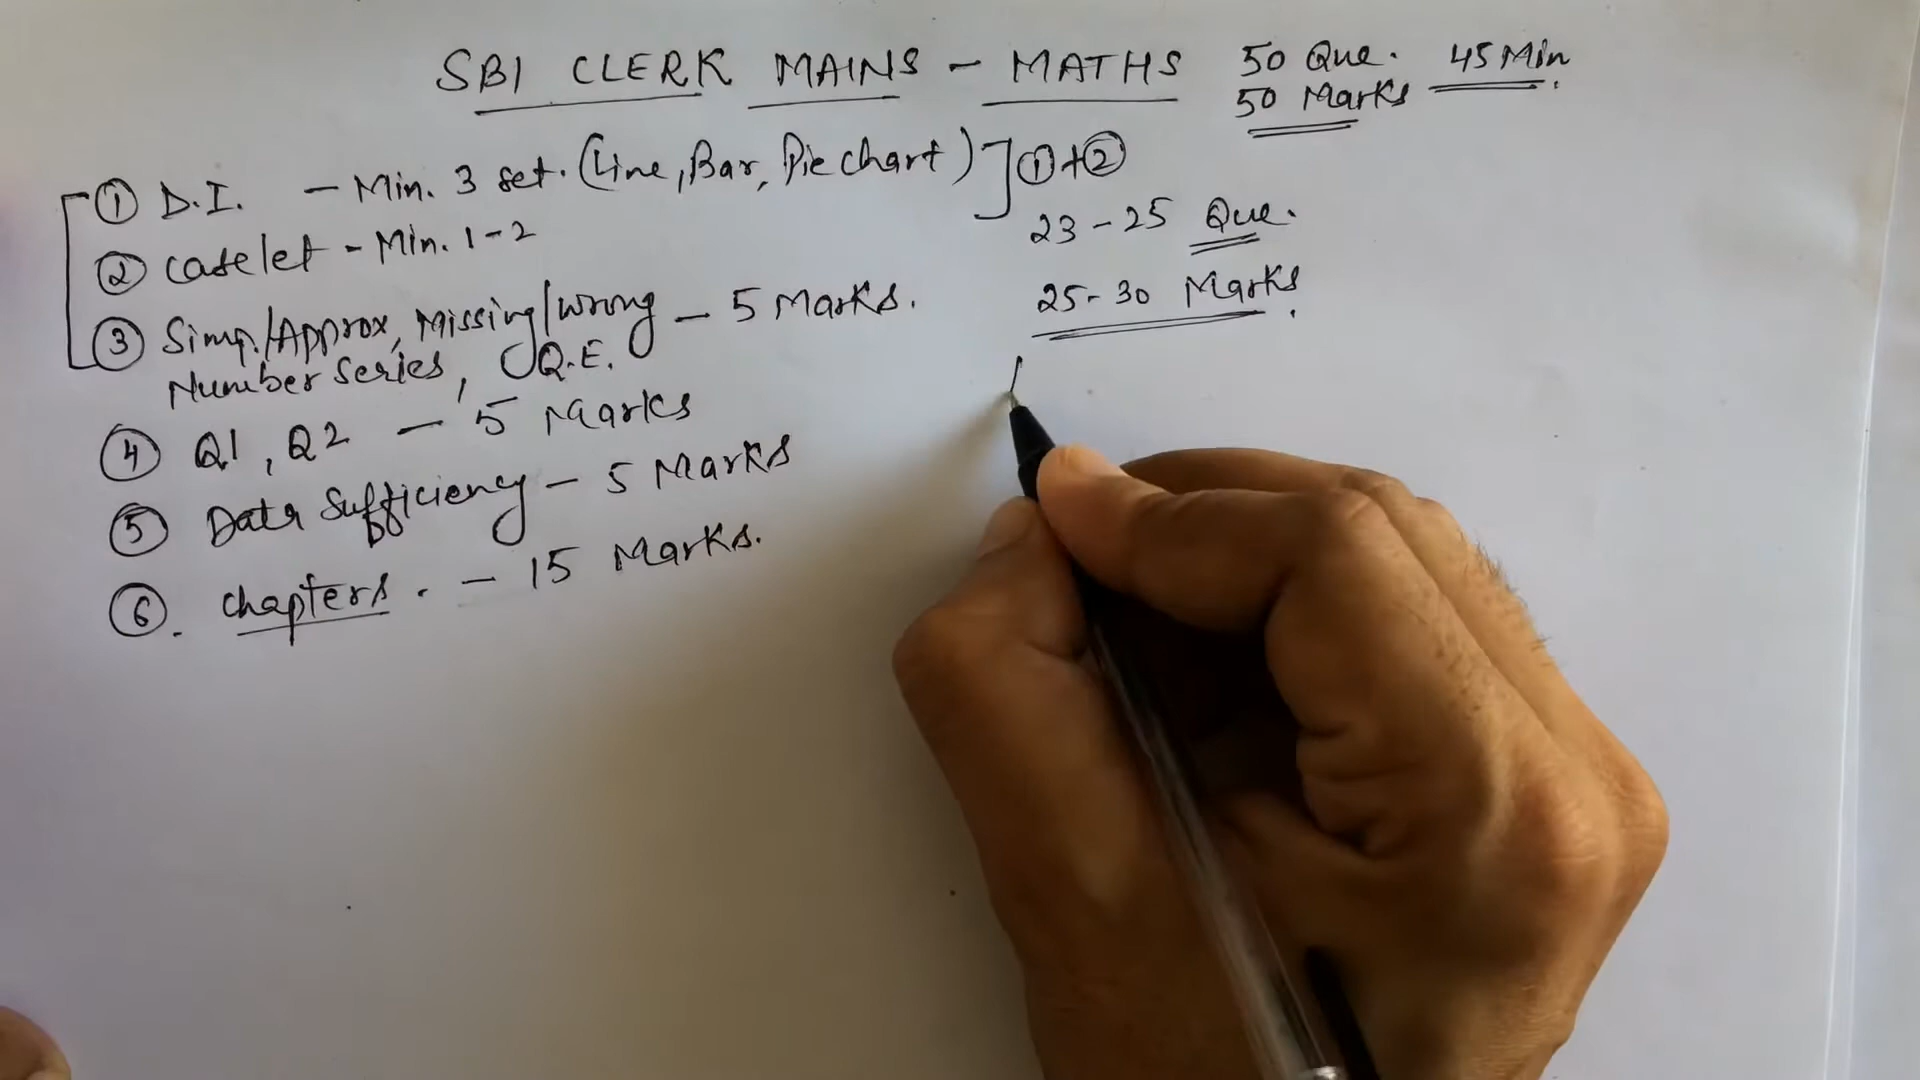 SBI CLERK MAINS - MATHS 50 Que. 45 Min.
50 Marks
① D.I. - Min. 3 set. (Line, Bar, Pie chart) ] ① + ②
② Caselet - Min. 1-2
23 - 25 Que.
25 - 30 Marks.
③ Simp./Approx, Missing/Wrong - 5 Marks.
Number Series, Q.E.
④ Q1, Q2 - 5 Marks
⑤ Data Sufficiency - 5 Marks
⑥. Chapters. - 15 Marks.